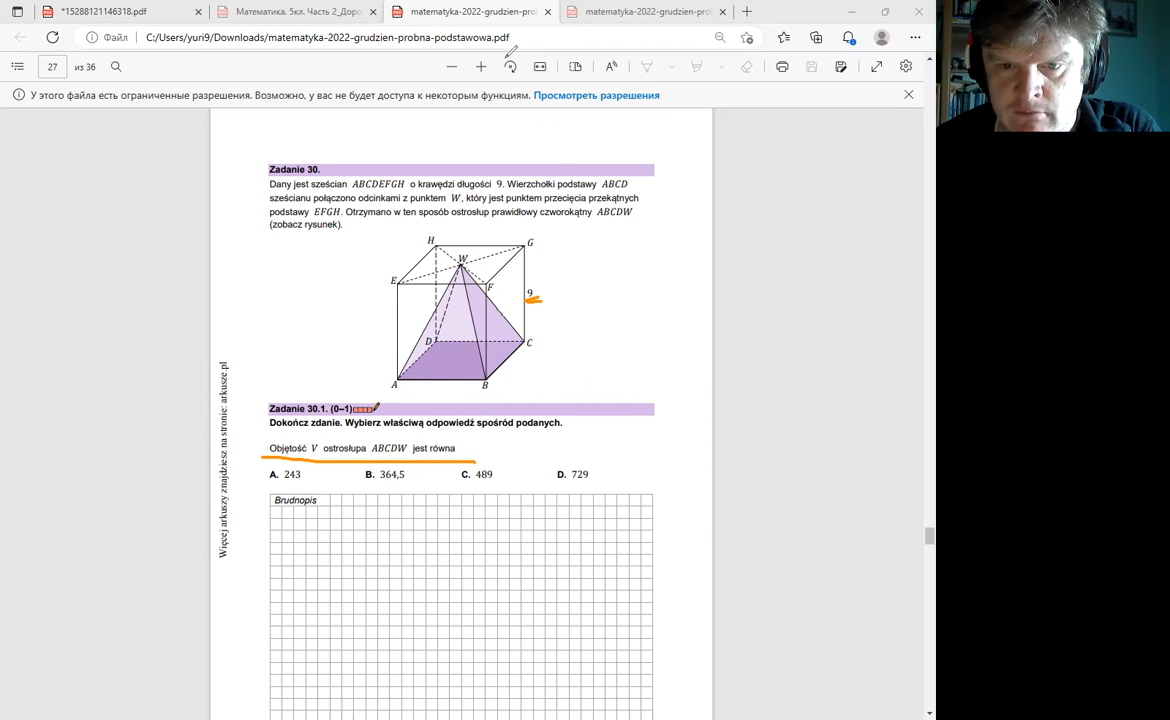 *15288121146318.pdf
Математика. 5кл. Часть 2_Доро
matematyka-2022-grudzien-pro
matematyka-2022-grudzien-pro
Файл
C:/Users/yuri9/Downloads/matematyka-2022-grudzien-probna-podstawowa.pdf
27 из 36
У этого файла есть ограниченные разрешения. Возможно, у вас не будет доступа к некоторым функциям. Просмотреть разрешения
Zadanie 30.
Dany jest sześcian ABCDEFGH o krawędzi długości 9. Wierzchołki podstawy ABCD
sześcianu połączono odcinkami z punktem W, który jest punktem przecięcia przekątnych
podstawy EFGH. Otrzymano w ten sposób ostrosłup prawidłowy czworokątny ABCDW
(zobacz rysunek).
H
G
W
E
F
9
D
C
A
B
Zadanie 30.1. (0–1)
Dokończ zdanie. Wybierz właściwą odpowiedź spośród podanych.
Objętość V ostrosłupa ABCDW jest równa
A. 243 B. 364,5 C. 489 D. 729
Brudnopis
Więcej arkuszy znajdziesz na stronie: arkusze.pl